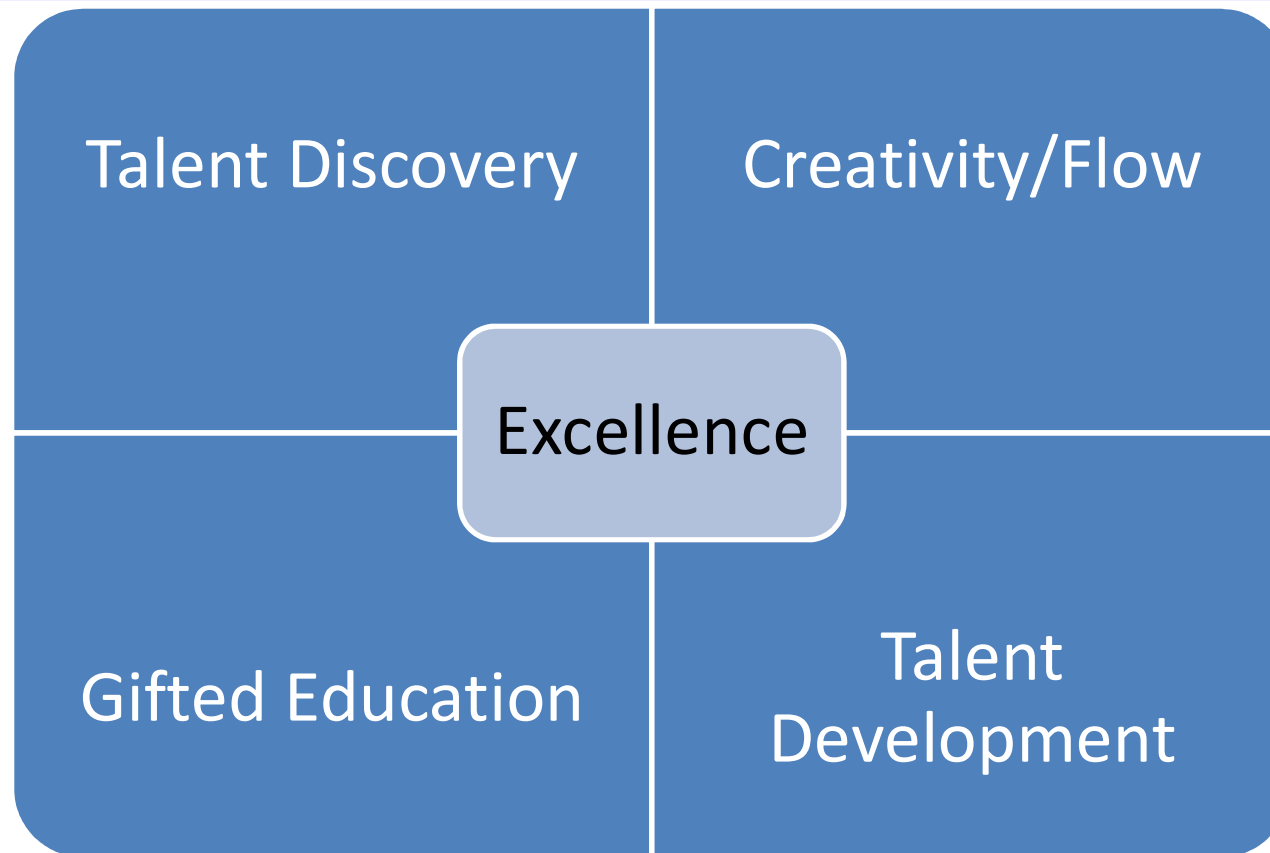 Talent Discovery
Creativity/Flow
Excellence
Gifted Education
Talent
Development